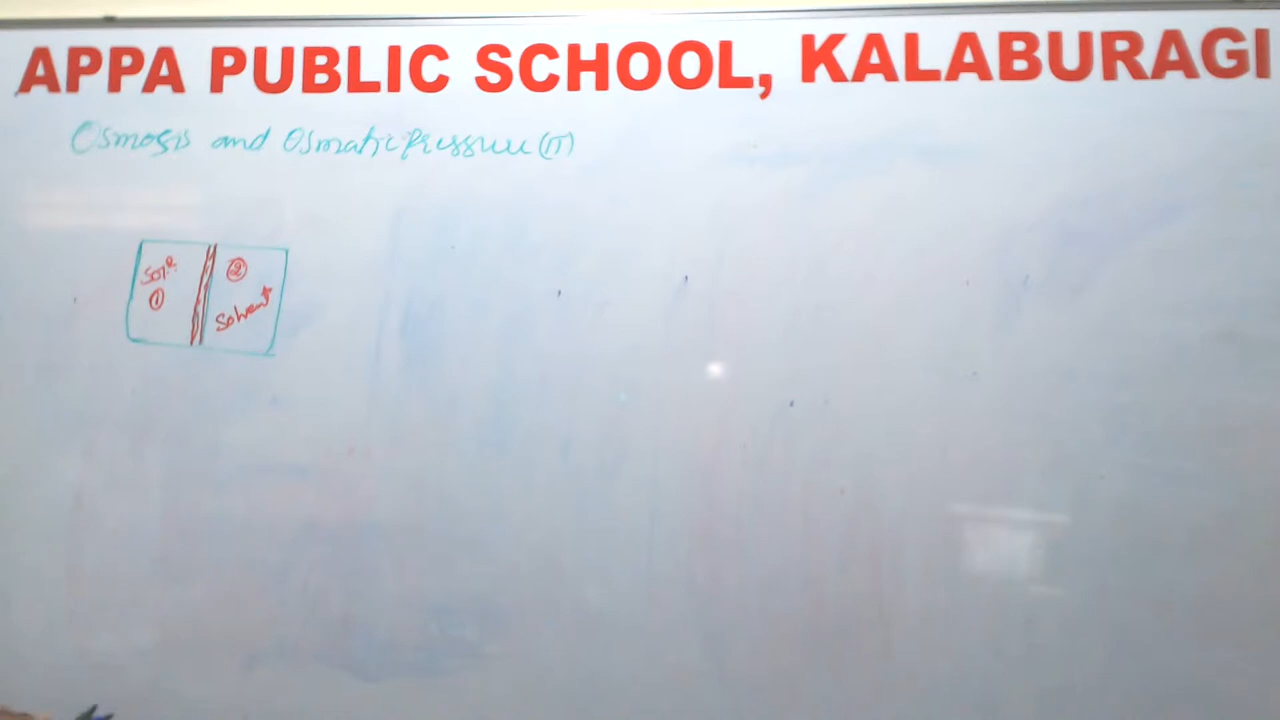 APPA PUBLIC SCHOOL, KALABURAGI
Osmosis and Osmatic Pressure (π)
Solⁿ
①
②
Solvent